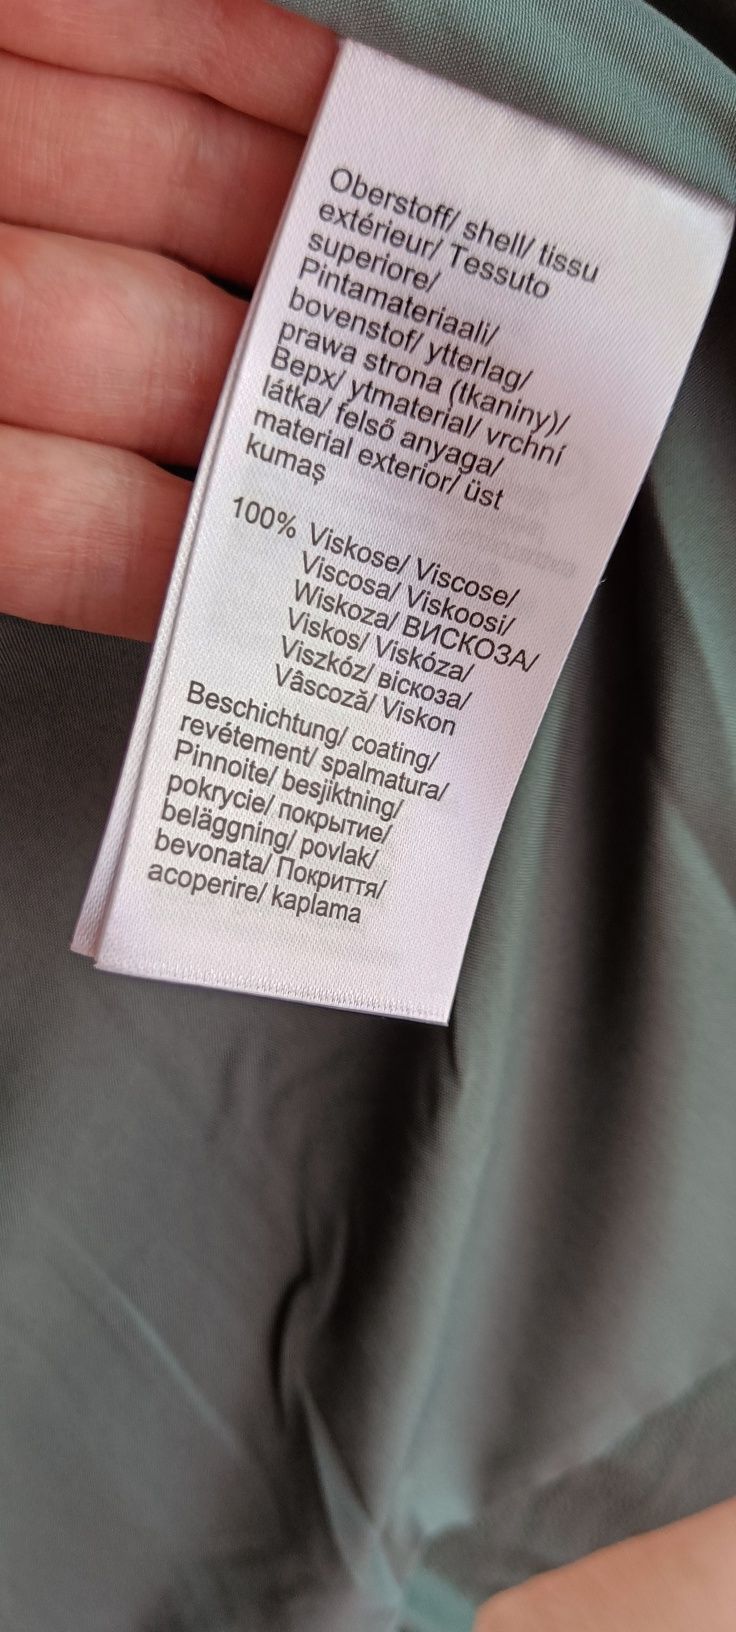 Oberstoff/ shell/ tissu
extérieur/ Tessuto
superiore/
Pintamateriaali/
bovenstof/ ytterlag/
prawa strona (tkaniny)/
Верх/ ytmaterial/ vrchní
látka/ felső anyaga/
material exterior/ üst
kumaş
100% Viskose/ Viscose/
Viscosa/ Viskoosi/
Wiskoza/ ВИСКОЗА/
Viskos/ Viskóza/
Viszkóz/ віскоза/
Vâscoză/ Viskon
Beschichtung/ coating/
revétement/ spalmatura/
Pinnoite/ besjiktning/
pokrycie/ покрытие/
beläggning/ povlak/
bevonata/ Покриття/
acoperire/ kaplama